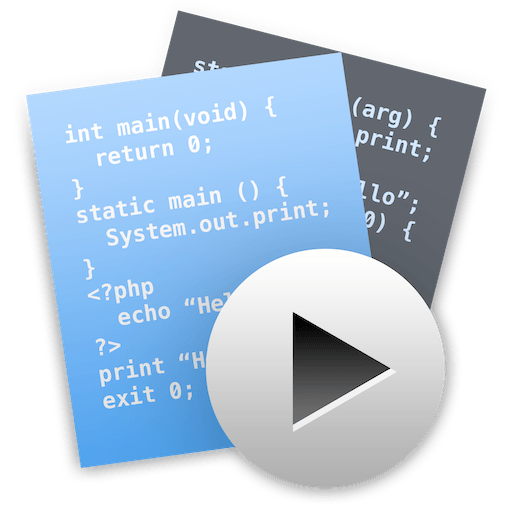 int main(void) {
return 0;
}
static main () {
System.out.print;
}
<?php
echo “Hel
?>
print “H
exit 0;
st
(arg) {
print;
llo”;
0) {